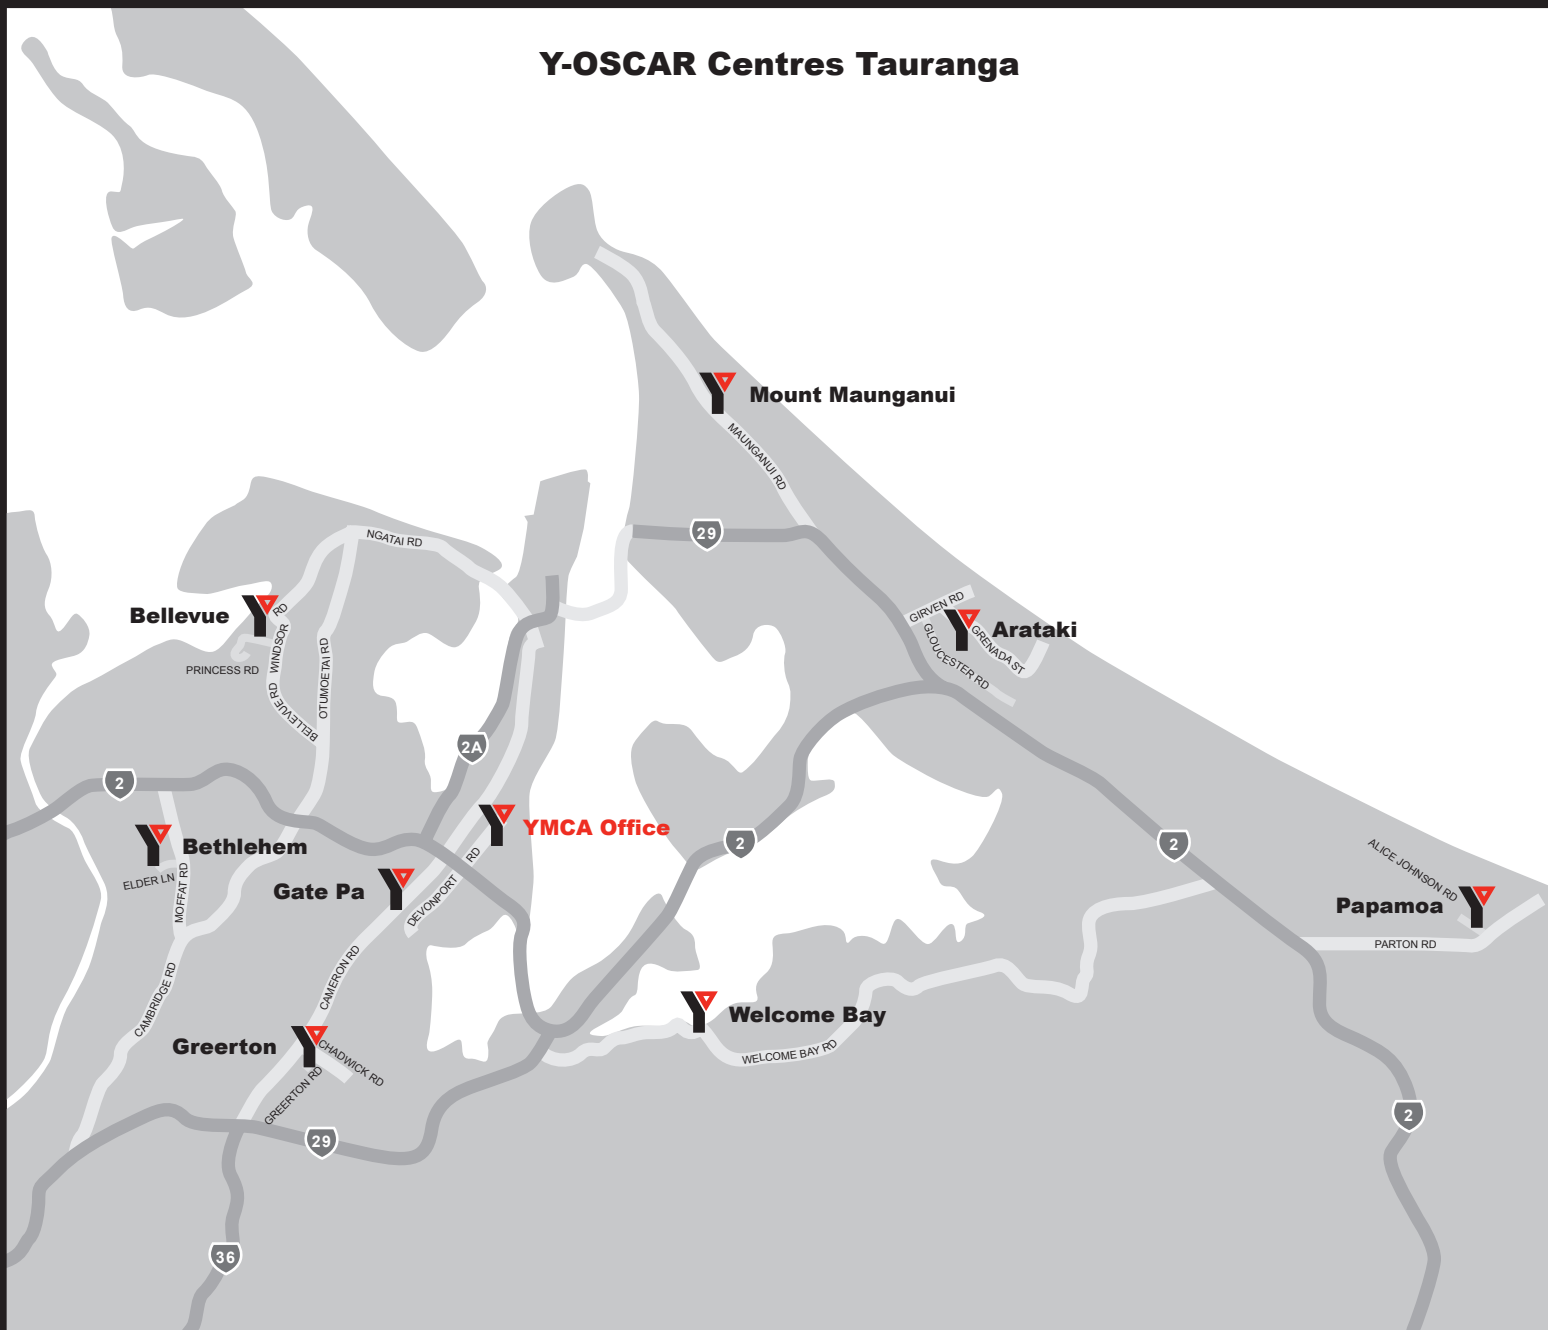 Y-OSCAR Centres Tauranga
Mount Maunganui
MAUNGANUI RD
29
NGATAI RD
Bellevue
RD
WINDSOR
PRINCESS RD
BELLEVUE RD
BELLEVUE
OTUMOETAI RD
GIRVEN RD
Arataki
GRENADA ST
GLOUCESTER RD
2A
2
YMCA Office
Bethlehem
ELDER LN
MOFFAT RD
Gate Pa
DEVONPORT
RD
2
2
ALICE JOHNSON RD
Papamoa
PARTON RD
CAMERON RD
CAMBRIDGE RD
Welcome Bay
WELCOME BAY RD
Greerton
CHADWICK RD
GREERTON RD
29
2
36